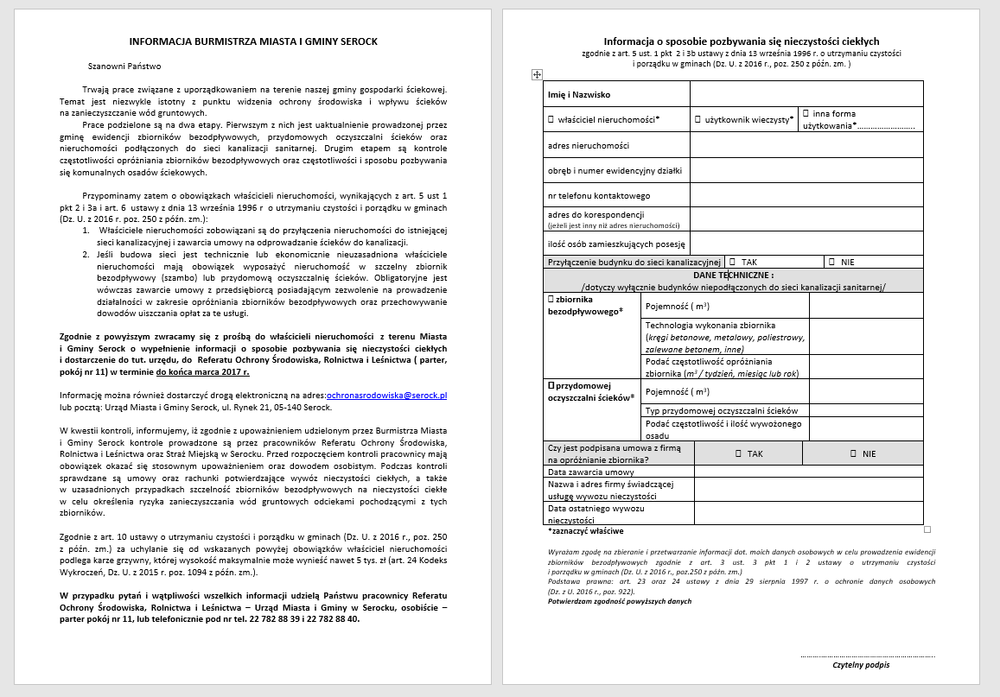 INFORMACJA BURMISTRZA MIASTA I GMINY SEROCK
Szanowni Państwo
Trwają prace związane z uporządkowaniem na terenie naszej gminy gospodarki ściekowej.
Temat jest niezwykle istotny z punktu widzenia ochrony środowiska i wpływu ścieków
na zanieczyszczanie wód gruntowych.
Prace podzielone są na dwa etapy. Pierwszym z nich jest uaktualnienie prowadzonej przez
gminę ewidencji zbiorników bezodpływowych, przydomowych oczyszczalni ścieków oraz
nieruchomości podłączonych do sieci kanalizacji sanitarnej. Drugim etapem są kontrole
częstotliwości opróżniania zbiorników bezodpływowych oraz częstotliwości i sposobu pozbywania
się komunalnych osadów ściekowych.
Przypominamy zatem o obowiązkach właścicieli nieruchomości, wynikających z art. 5 ust 1
pkt 2 i 3a i art. 6 ustawy z dnia 13 września 1996 r o utrzymaniu czystości i porządku w gminach
(Dz. U. z 2016 r. poz. 250 z późn. zm.):
1. Właściciele nieruchomości zobowiązani są do przyłączenia nieruchomości do istniejącej
sieci kanalizacyjnej i zawarcia umowy na odprowadzanie ścieków do kanalizacji.
2. Jeśli budowa sieci jest technicznie lub ekonomicznie nieuzasadniona właściciele
nieruchomości mają obowiązek wyposażyć nieruchomość w szczelny zbiornik
bezodpływowy (szambo) lub przydomową oczyszczalnię ścieków. Obligatoryjne jest
wówczas zawarcie umowy z przedsiębiorcą posiadającym zezwolenie na prowadzenie
działalności w zakresie opróżniania zbiorników bezodpływowych oraz przechowywanie
dowodów uiszczania opłat za te usługi.
Zgodnie z powyższym zwracamy się z prośbą do właścicieli nieruchomości z terenu Miasta
i Gminy Serock o wypełnienie informacji o sposobie pozbywania się nieczystości ciekłych
i dostarczenie do tut. urzędu, do Referatu Ochrony Środowiska, Rolnictwa i Leśnictwa ( parter,
pokój nr 11) w terminie do końca marca 2017 r.
Informację można również dostarczyć drogą elektroniczną na adres:ochronasrodowiska@serock.pl
lub pocztą: Urząd Miasta i Gminy Serock, ul. Rynek 21, 05-140 Serock.
W kwestii kontroli, informujemy, iż zgodnie z upoważnieniem udzielonym przez Burmistrza Miasta
i Gminy Serock kontrole prowadzone są przez pracowników Referatu Ochrony Środowiska,
Rolnictwa i Leśnictwa oraz Straż Miejską w Serocku. Przed rozpoczęciem kontroli pracownicy mają
obowiązek okazać się stosownym upoważnieniem oraz dowodem osobistym. Podczas kontroli
sprawdzane są umowy oraz rachunki potwierdzające wywóz nieczystości ciekłych, a także
w uzasadnionych przypadkach szczelność zbiorników bezodpływowych na nieczystości ciekłe
w celu określenia ryzyka zanieczyszczania wód gruntowych odciekami pochodzącymi z tych
zbiorników.
Zgodnie z art. 10 ustawy o utrzymaniu czystości i porządku w gminach (Dz. U. z 2016 r., poz. 250
z późn. zm.) za uchylanie się od wskazanych powyżej obowiązków właściciel nieruchomości
podlega karze grzywny, której wysokość maksymalnie może wynieść nawet 5 tys. zł (art. 24 Kodeks
Wykroczeń, Dz. U. z 2015 r. poz. 1094 z późn. zm.).
W przypadku pytań i wątpliwości wszelkich informacji udzielą Państwu pracownicy Referatu
Ochrony Środowiska, Rolnictwa i Leśnictwa – Urząd Miasta i Gminy w Serocku, osobiście –
parter pokój nr 11, lub telefonicznie pod nr tel. 22 782 88 39 i 22 782 88 40.
Informacja o sposobie pozbywania się nieczystości ciekłych
zgodnie z art. 5 ust. 1 pkt 2 i 3b ustawy z dnia 13 września 1996 r. o utrzymaniu czystości
i porządku w gminach (Dz. U. z 2016 r., poz. 250 z późn. zm. )
Imię i Nazwisko
☐ właściciel nieruchomości* ☐ użytkownik wieczysty* ☐ inna forma
użytkowania*.........................
adres nieruchomości
obręb i numer ewidencyjny działki
nr telefonu kontaktowego
adres do korespondencji
(jeżeli jest inny niż adres nieruchomości)
ilość osób zamieszkujących posesję
Przyłączenie budynku do sieci kanalizacyjnej ☐ TAK ☐ NIE
DANE TECHNICZNE :
/dotyczy wyłącznie budynków niepodłączonych do sieci kanalizacji sanitarnej/
☐ zbiornika
bezodpływowego*
Pojemność ( m³)
Technologia wykonania zbiornika
(kręgi betonowe, metalowy, poliestrowy,
zalewane betonem, inne)
Podać częstotliwość opróżniania
zbiornika (m³ / tydzień, miesiąc lub rok)
☐ przydomowej
oczyszczalni ścieków*
Pojemność ( m³)
Typ przydomowej oczyszczalni ścieków
Podać częstotliwość i ilość wywożonego
osadu
Czy jest podpisana umowa z firmą
na opróżnianie zbiornika?
☐ TAK ☐ NIE
Data zawarcia umowy
Nazwa i adres firmy świadczącej
usługę wywozu nieczystości
Data ostatniego wywozu
nieczystości
*zaznaczyć właściwe
Wyrażam zgodę na zbieranie i przetwarzanie informacji dot. moich danych osobowych w celu prowadzenia ewidencji
zbiorników bezodpływowych zgodnie z art. 3 ust. 3 pkt 1 i 2 ustawy o utrzymaniu czystości
i porządku w gminach (Dz. U. z 2016 r., poz.250 z późn. zm.)
Podstawa prawna: art. 23 oraz 24 ustawy z dnia 29 sierpnia 1997 r. o ochronie danych osobowych
(Dz. z U. 2016 r., poz. 922).
Potwierdzam zgodność powyższych danych
............................................................
Czytelny podpis